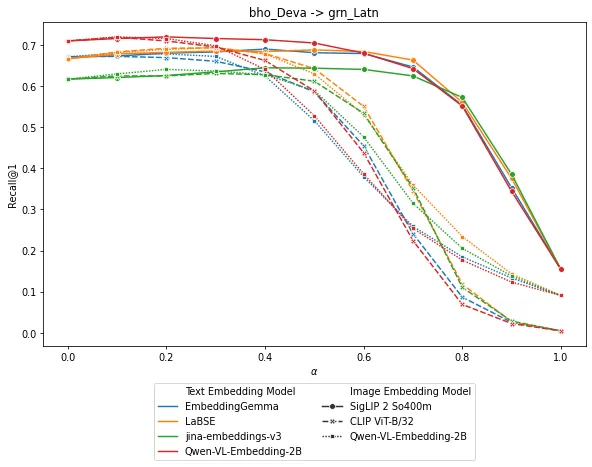 bho_Deva -> grn_Latn
Recall@1
0.7
0.6
0.5
0.4
0.3
0.2
0.1
0.0
0.0 0.2 0.4 0.6 0.8 1.0
α
Text Embedding Model
EmbeddingGemma
LaBSE
jina-embeddings-v3
Qwen-VL-Embedding-2B
Image Embedding Model
SigLIP 2 So400m
CLIP ViT-B/32
Qwen-VL-Embedding-2B